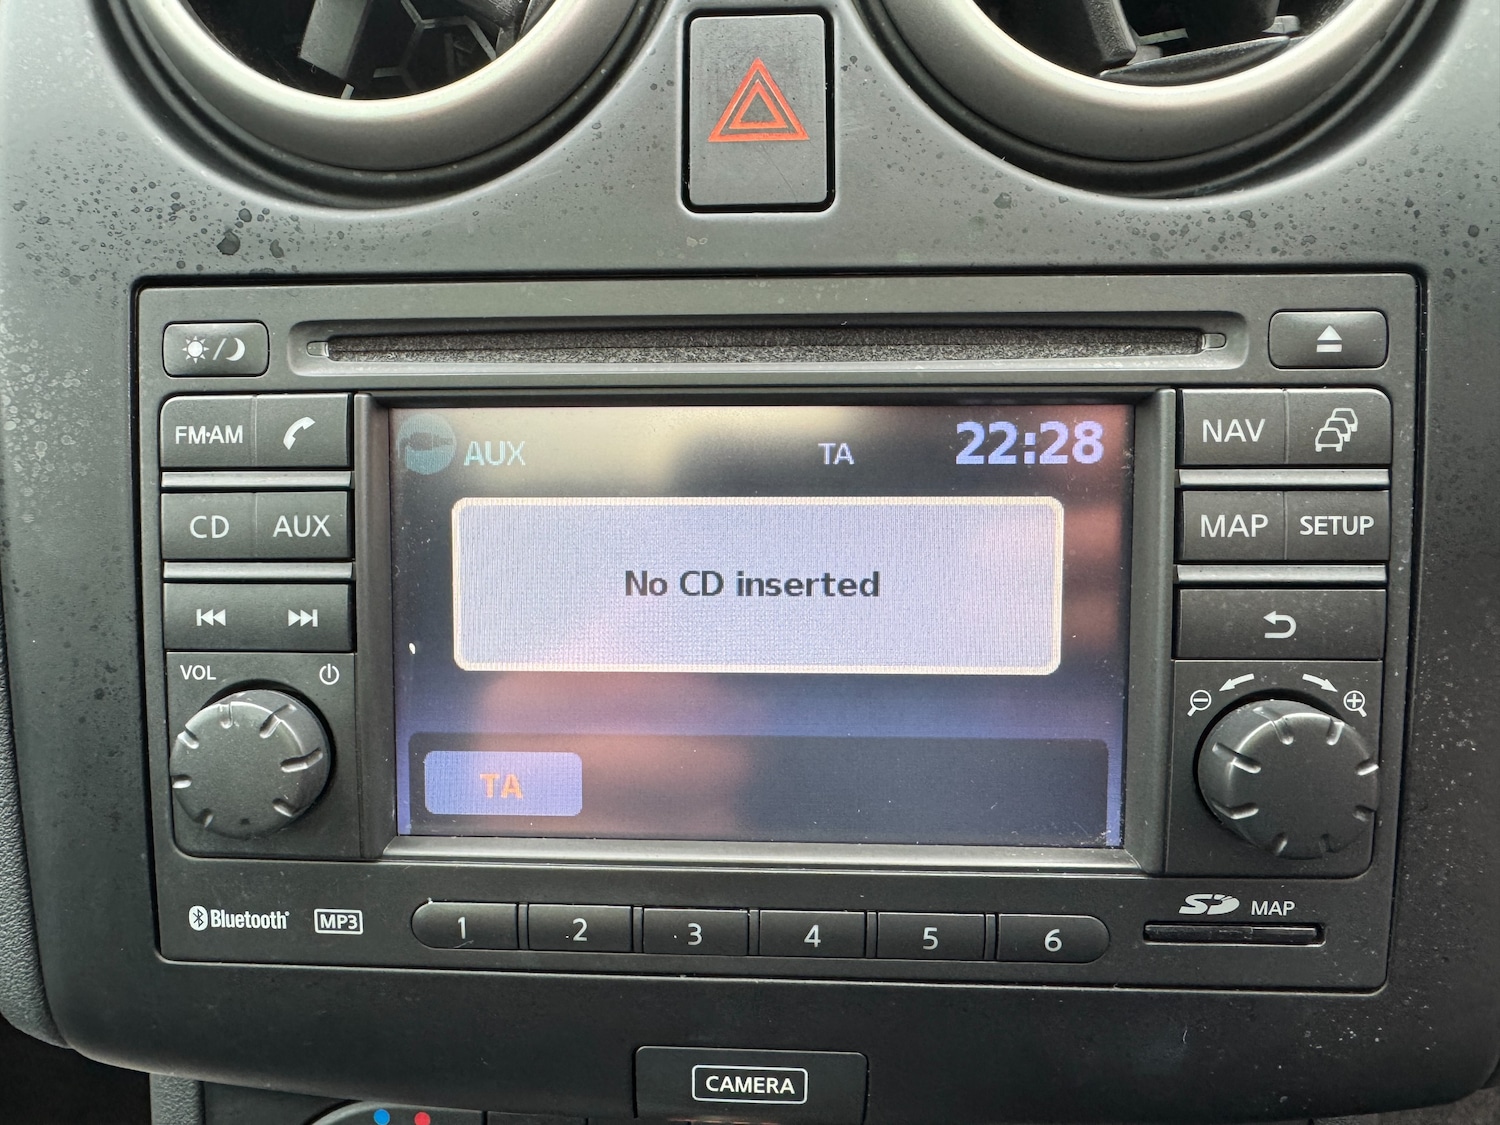 FM·AM
CD AUX
VOL
AUX TA 22:28
No CD inserted
TA
NAV
MAP SETUP
Bluetooth MP3
1 2 3 4 5 6
SD MAP
CAMERA